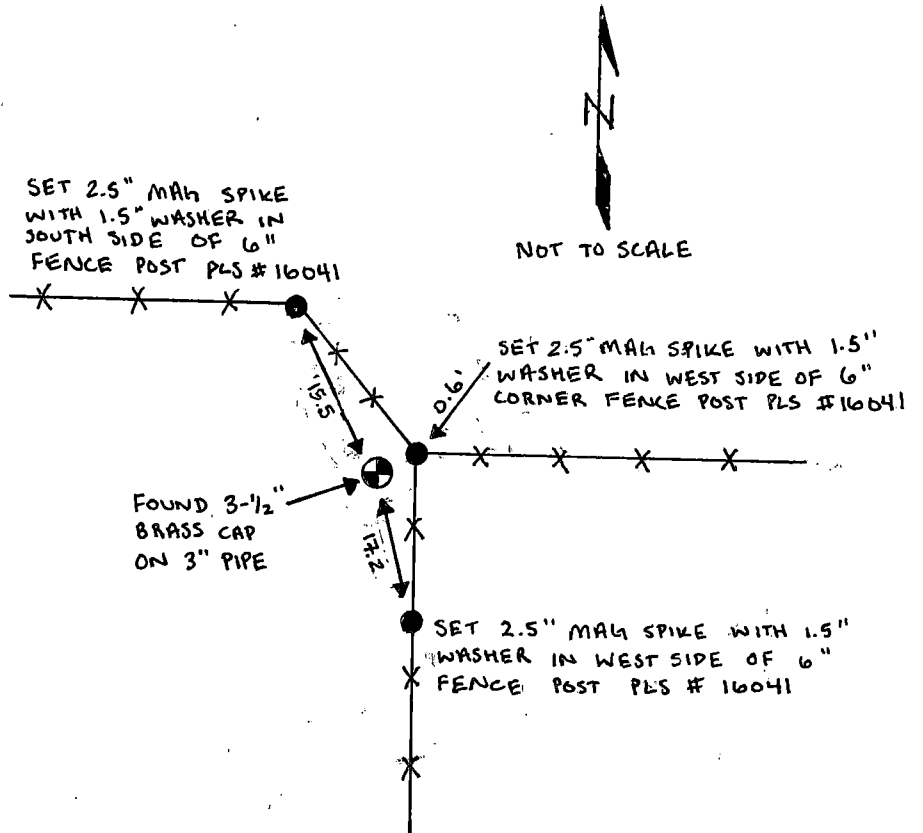 N
NOT TO SCALE
SET 2.5" MAG SPIKE
WITH 1.5" WASHER IN
SOUTH SIDE OF 6"
FENCE POST PLS # 16041
SET 2.5" MAG SPIKE WITH 1.5"
WASHER IN WEST SIDE OF 6"
CORNER FENCE POST PLS # 16041
0.6'
15.5'
FOUND 3-1/2"
BRASS CAP
ON 3" PIPE
17.2
SET 2.5" MAG SPIKE WITH 1.5"
WASHER IN WEST SIDE OF 6"
FENCE POST PLS # 16041